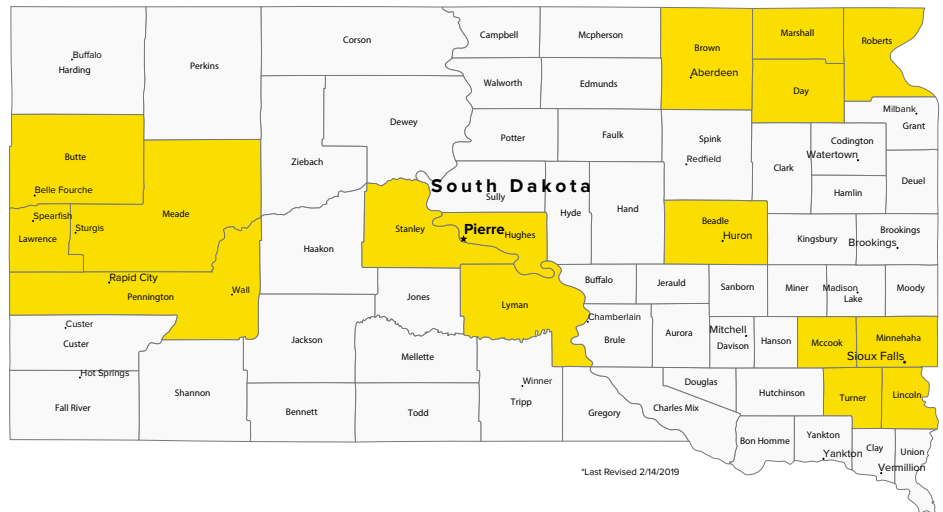 Corson
Campbell
Mcpherson
Brown
Marshall
Roberts
Buffalo
Harding
Perkins
Aberdeen
Walworth
Edmunds
Day
Dewey
Milbank
Grant
Potter
Faulk
Spink
Redfield
Clark
Codington
Watertown
Butte
Belle Fourche
Ziebach
South Dakota
Sully
Hamlin
Deuel
Spearfish
Lawrence
Sturgis
Meade
Haakon
Stanley
Pierre
Hughes
Hyde
Hand
Beadle
Huron
Kingsbury
Brookings
Brookings
Rapid City
Pennington
Wall
Jones
Lyman
Buffalo
Jerauld
Sanborn
Miner
Madison
Lake
Moody
Custer
Custer
Jackson
Chamberlain
Brule
Aurora
Mitchell
Davison
Hanson
Mccook
Minnehaha
Sioux Falls
Hot Springs
Fall River
Shannon
Mellette
Bennett
Todd
Winner
Tripp
Gregory
Douglas
Charles Mix
Hutchinson
Turner
Lincoln
Bon Homme
Yankton
Yankton
Clay
Union
Vermillion
*Last Revised 2/14/2019